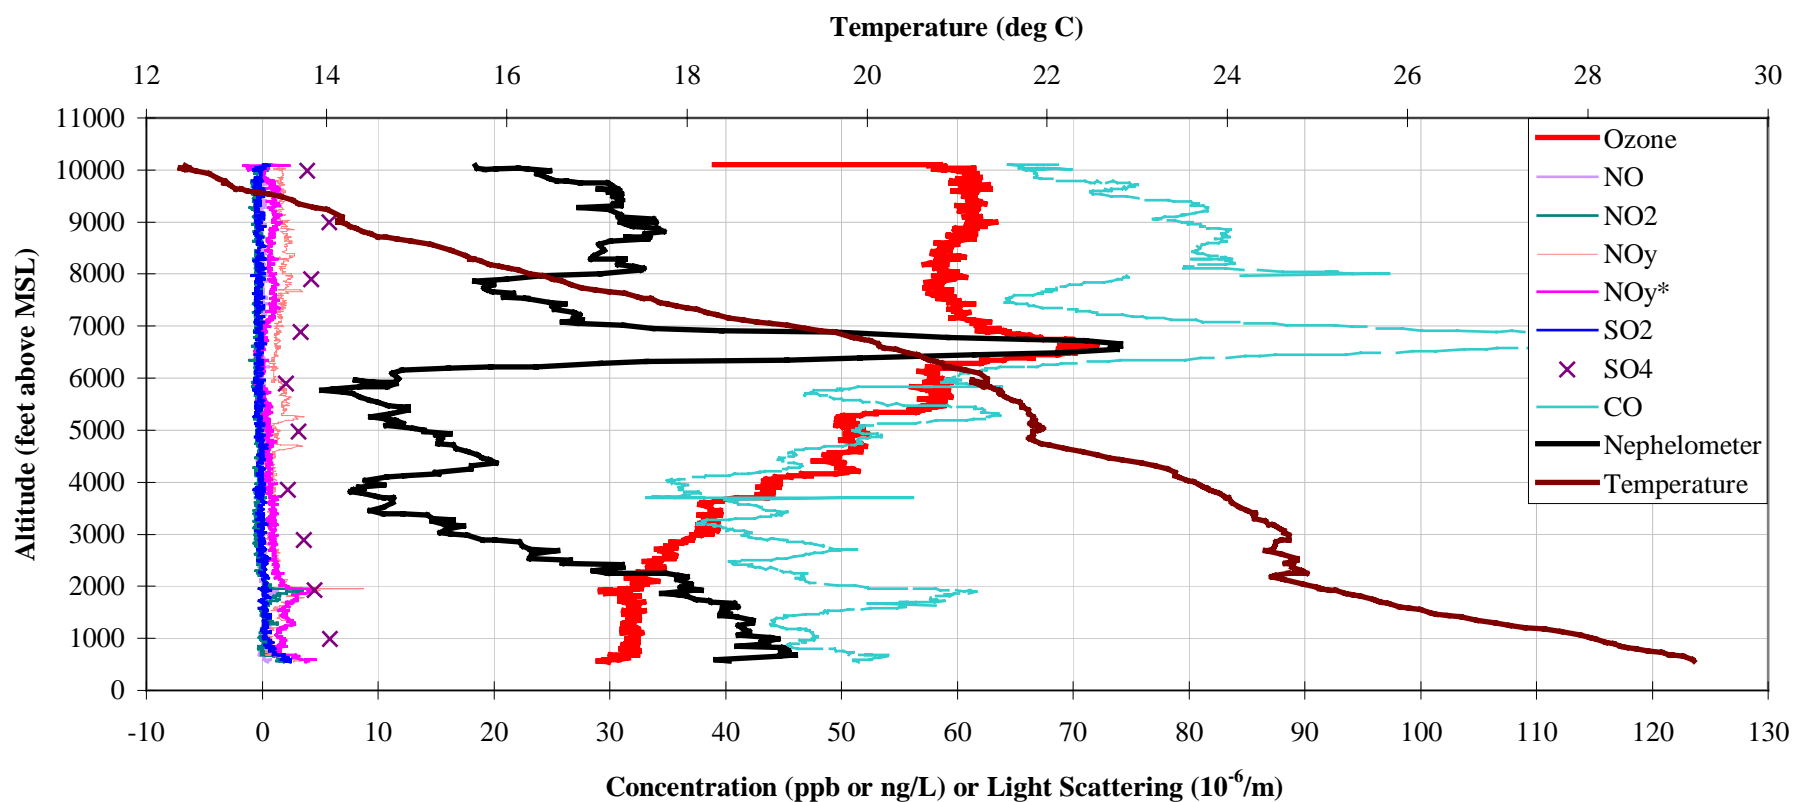 Temperature (deg C)
12 14 16 18 20 22 24 26 28 30
Altitude (feet above MSL)
11000
10000
9000
8000
7000
6000
5000
4000
3000
2000
1000
0
Ozone
NO
NO2
NOy
NOy*
SO2
SO4
CO
Nephelometer
Temperature
-10 0 10 20 30 40 50 60 70 80 90 100 110 120 130
Concentration (ppb or ng/L) or Light Scattering (10⁻⁶/m)